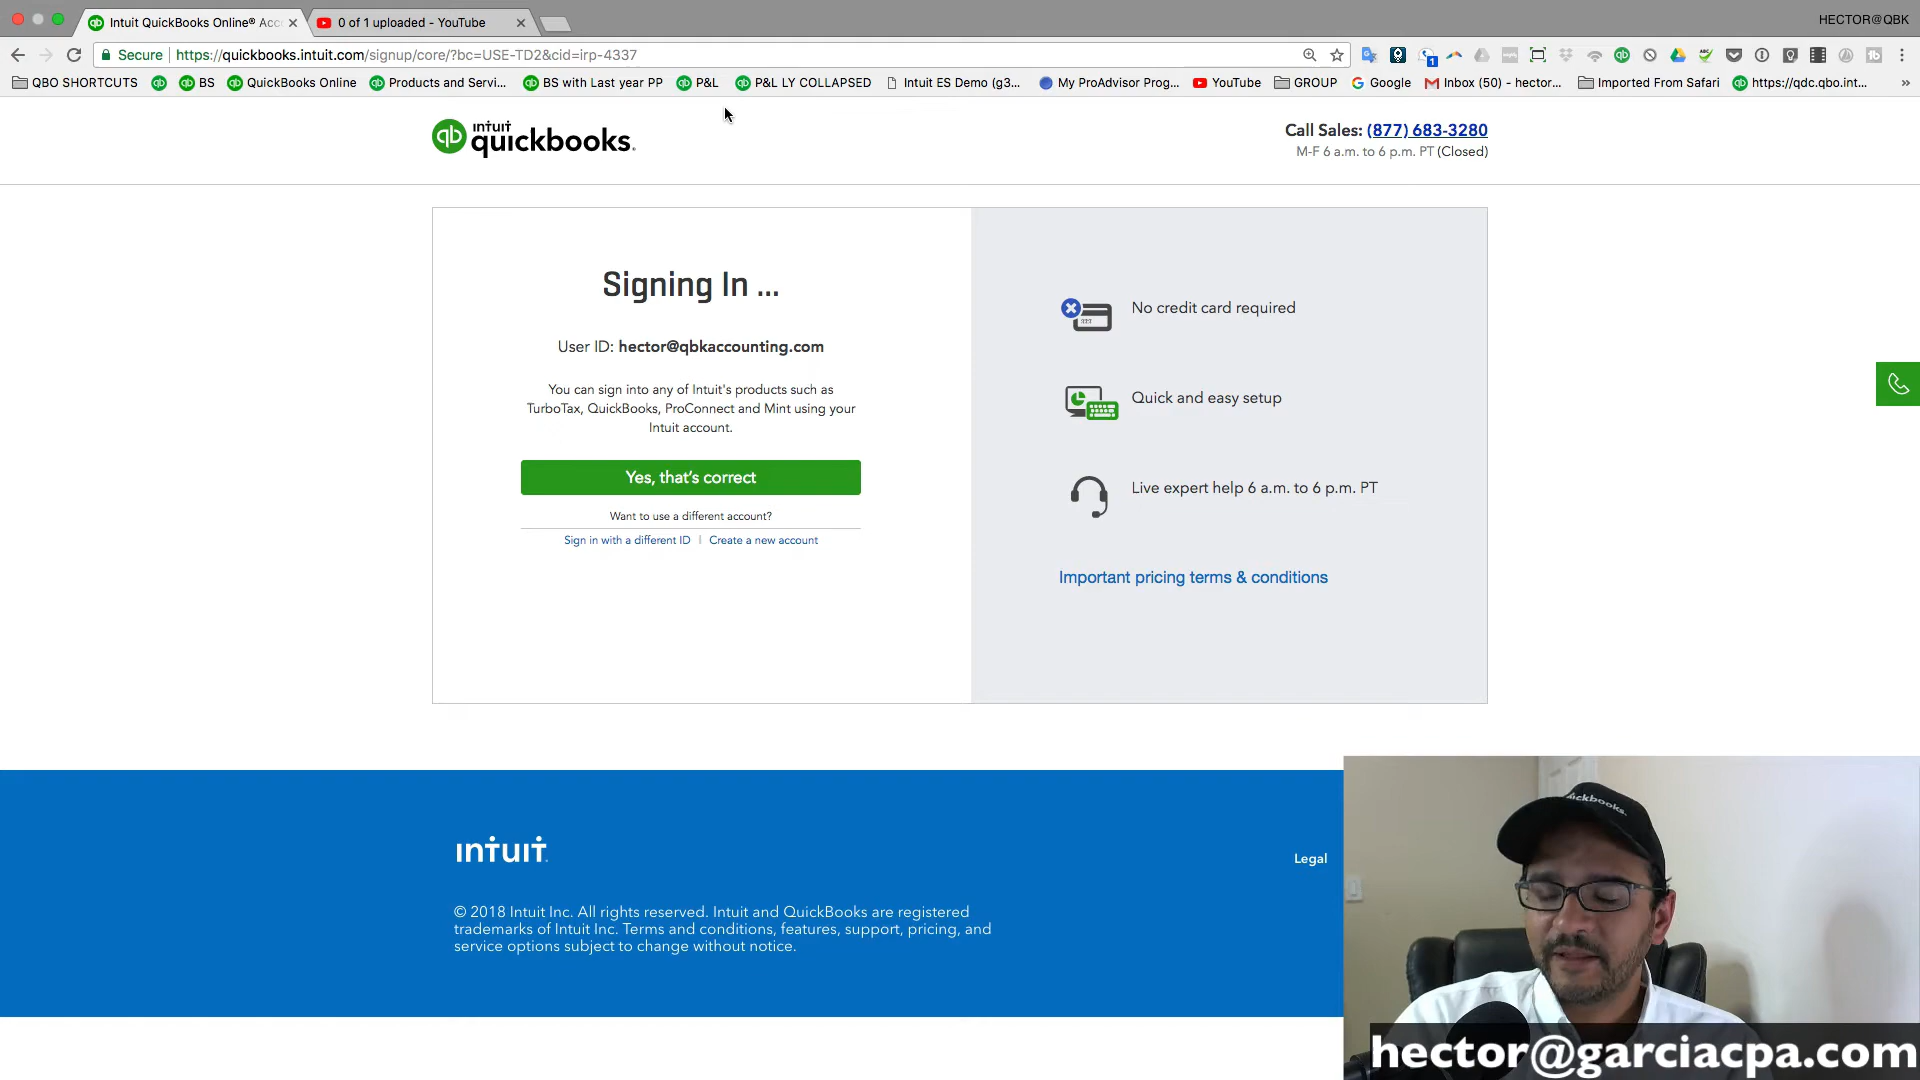 Intuit QuickBooks Online® Acc
0 of 1 uploaded - YouTube
HECTOR@QBK
Secure
https://quickbooks.intuit.com/signup/core/?bc=USE-TD2&cid=irp-4337
QBO SHORTCUTS
BS
QuickBooks Online
Products and Servi...
BS with Last year PP
P&L
P&L LY COLLAPSED
Intuit ES Demo (g3...
My ProAdvisor Prog...
YouTube
GROUP
Google
Inbox (50) - hector...
Imported From Safari
https://qdc.qbo.int...
»
intuit
quickbooks.
Call Sales: (877) 683-3280
M-F 6 a.m. to 6 p.m. PT (Closed)
Signing In ...
User ID: hector@qbkaccounting.com
You can sign into any of Intuit's products such as
TurboTax, QuickBooks, ProConnect and Mint using your
Intuit account.
Yes, that's correct
Want to use a different account?
Sign in with a different ID | Create a new account
No credit card required
Quick and easy setup
Live expert help 6 a.m. to 6 p.m. PT
Important pricing terms & conditions
intuit.
Legal
© 2018 Intuit Inc. All rights reserved. Intuit and QuickBooks are registered
trademarks of Intuit Inc. Terms and conditions, features, support, pricing, and
service options subject to change without notice.
quickbooks.
hector@garciacpa.com